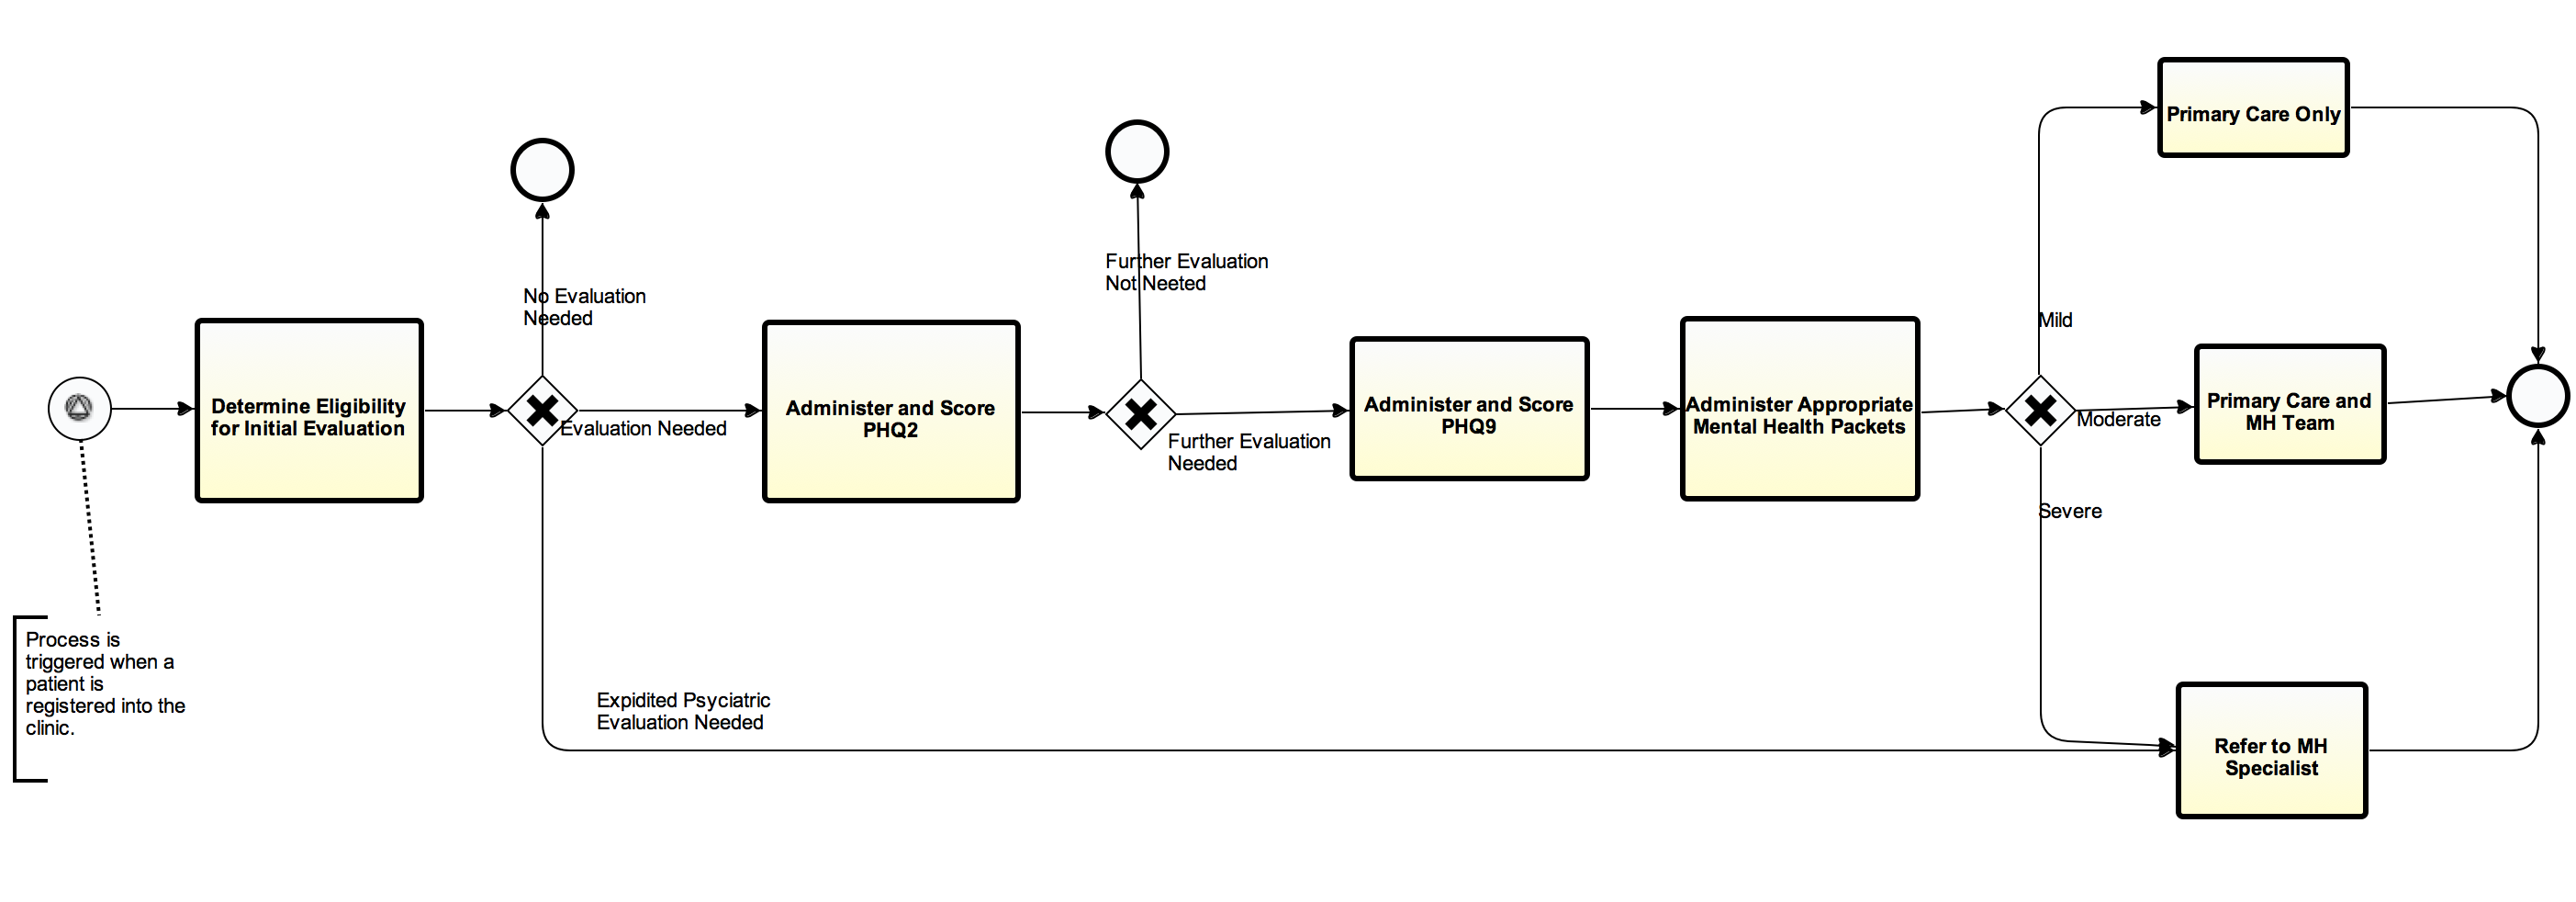 Process is
triggered when a
patient is
registered into the
clinic.
Determine Eligibility
for Initial Evaluation
No Evaluation
Needed
Evaluation Needed
Expidited Psyciatric
Evaluation Needed
Administer and Score
PHQ2
Further Evaluation
Not Neeted
Further Evaluation
Needed
Administer and Score
PHQ9
Administer Appropriate
Mental Health Packets
Mild
Moderate
Severe
Primary Care Only
Primary Care and
MH Team
Refer to MH
Specialist